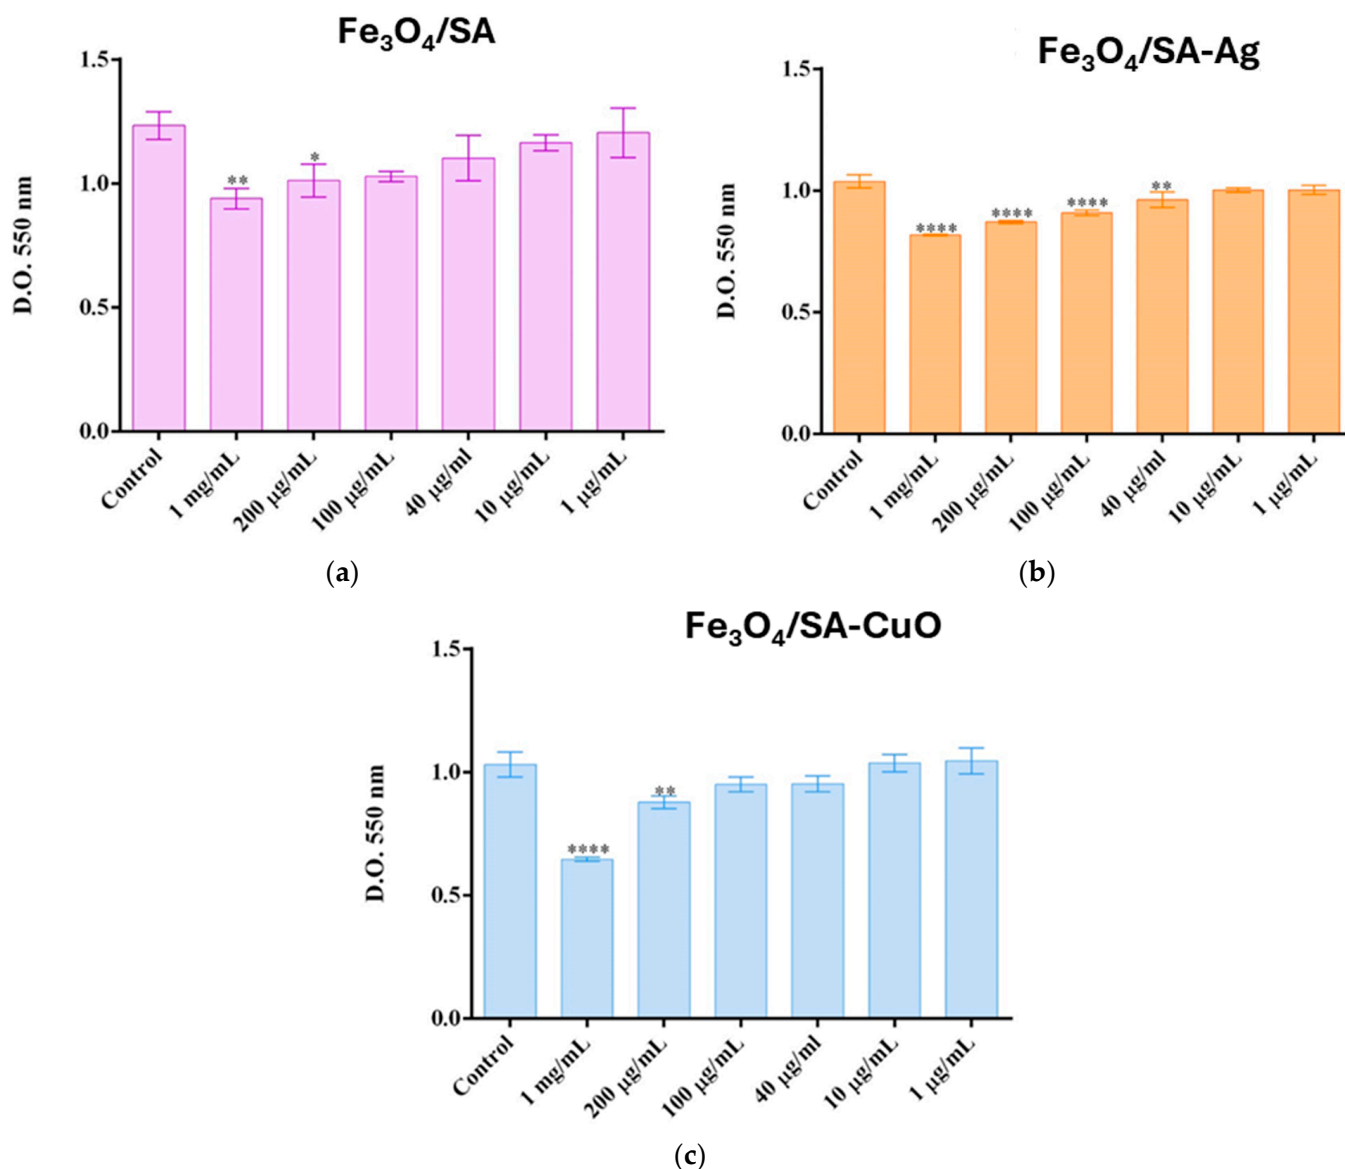 Fe₃O₄/SA
1.5
1.0
0.5
0.0
D.O. 550 nm
** *
Control 1 mg/mL 200 µg/mL 100 µg/mL 40 µg/ml 10 µg/mL 1 µg/mL
(a)
Fe₃O₄/SA-Ag
1.5
1.0
0.5
0.0
D.O. 550 nm
**** **** **** **
Control 1 mg/mL 200 µg/mL 100 µg/mL 40 µg/ml 10 µg/mL 1 µg/mL
(b)
Fe₃O₄/SA-CuO
1.5
1.0
0.5
0.0
D.O. 550 nm
**** **
Control 1 mg/mL 200 µg/mL 100 µg/mL 40 µg/ml 10 µg/mL 1 µg/mL
(c)